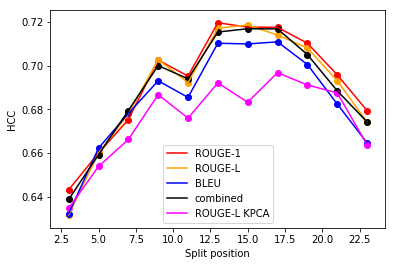 0.72
0.70
0.68
0.66
0.64
HCC
ROUGE-1
ROUGE-L
BLEU
combined
ROUGE-L KPCA
2.5 5.0 7.5 10.0 12.5 15.0 17.5 20.0 22.5
Split position